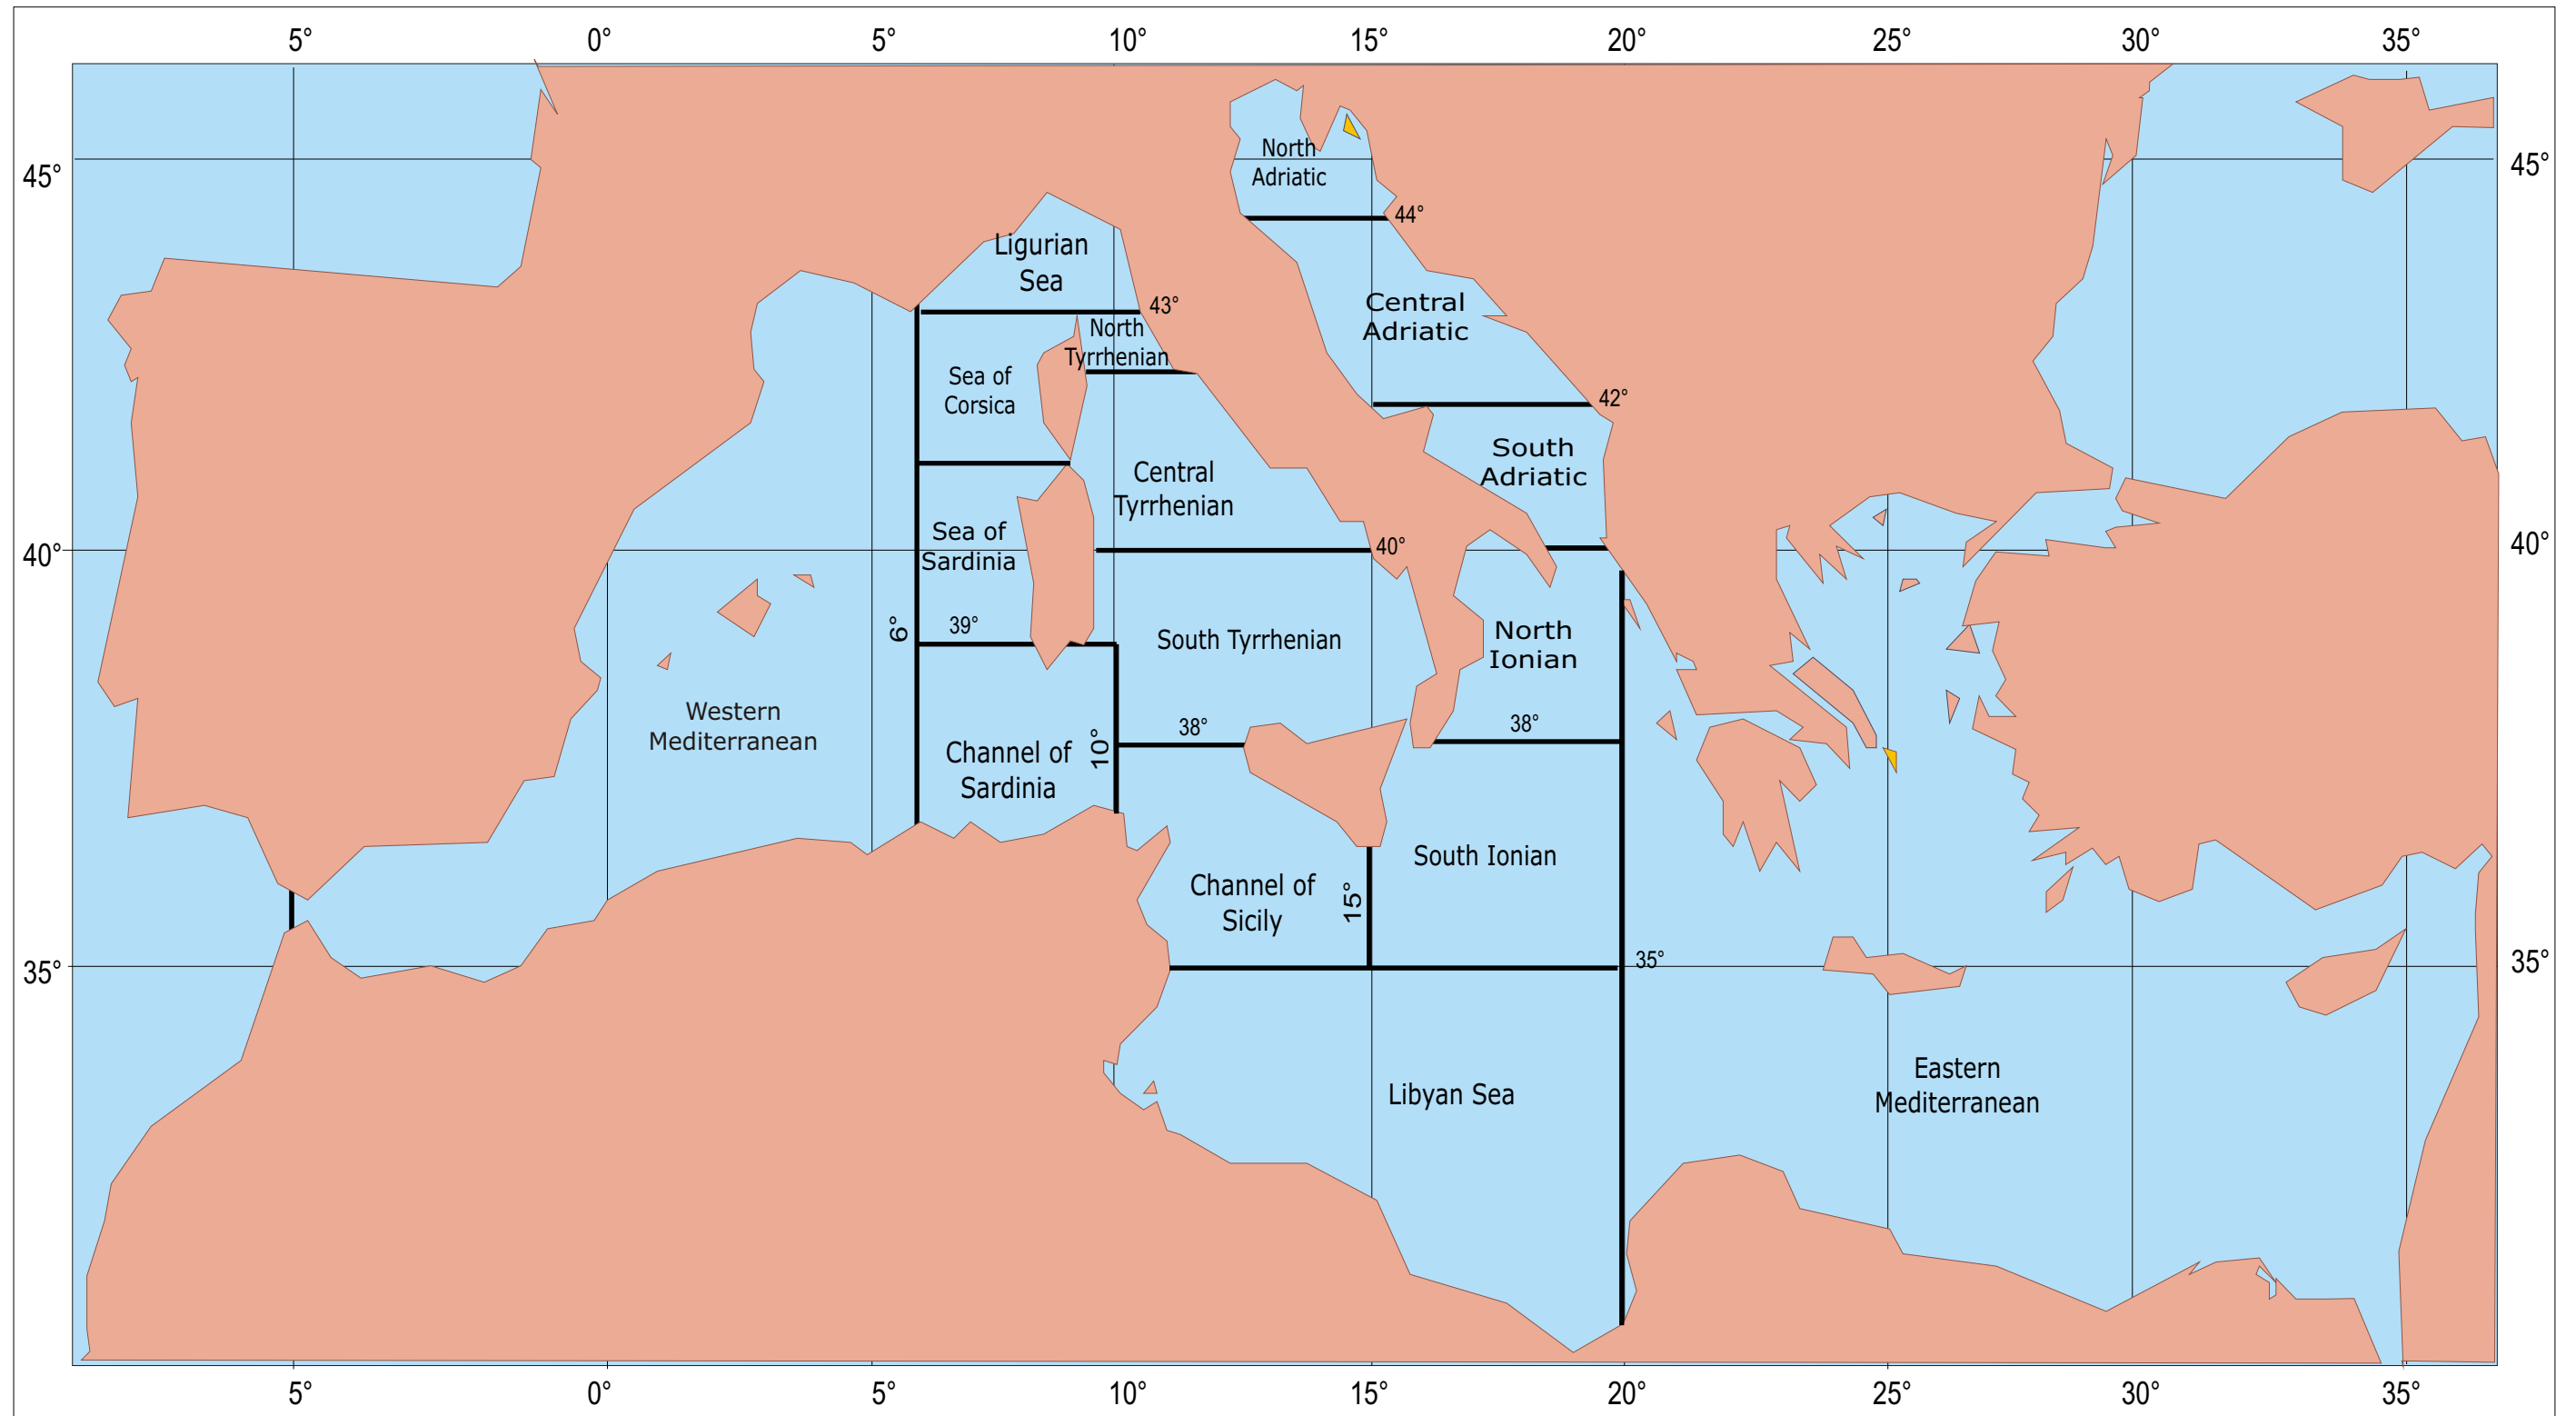 5° 0° 5° 10° 15° 20° 25° 30° 35°
North
Adriatic
45°
45°
44°
Ligurian
Sea
43°
Central
Adriatic
North
Tyrrhenian
Sea of
Corsica
42°
South
Adriatic
Central
Tyrrhenian
Sea of
Sardinia
40°
40°
40°
6°
39°
South Tyrrhenian
North
Ionian
Western
Mediterranean
38°
38°
10°
Channel of
Sardinia
South Ionian
Channel of
Sicily
15°
35°
35°
35°
Libyan Sea
Eastern
Mediterranean
5° 0° 5° 10° 15° 20° 25° 30° 35°